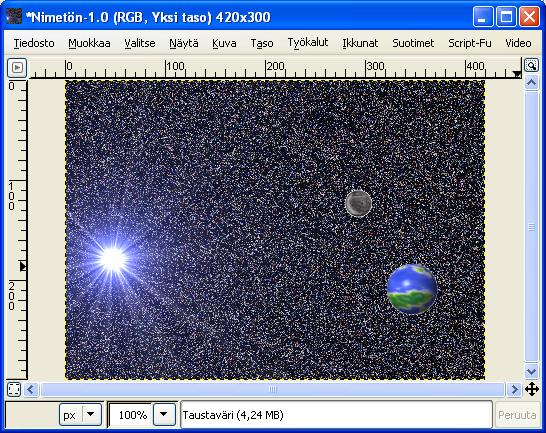 *Nimetön-1.0 (RGB, Yksi taso) 420x300
Tiedosto Muokkaa Valitse Näytä Kuva Taso Työkalut Ikkunat Suotimet Script-Fu Video
0 100 200 300 400
0
100
200
px 100% Taustaväri (4,24 MB) Peruuta